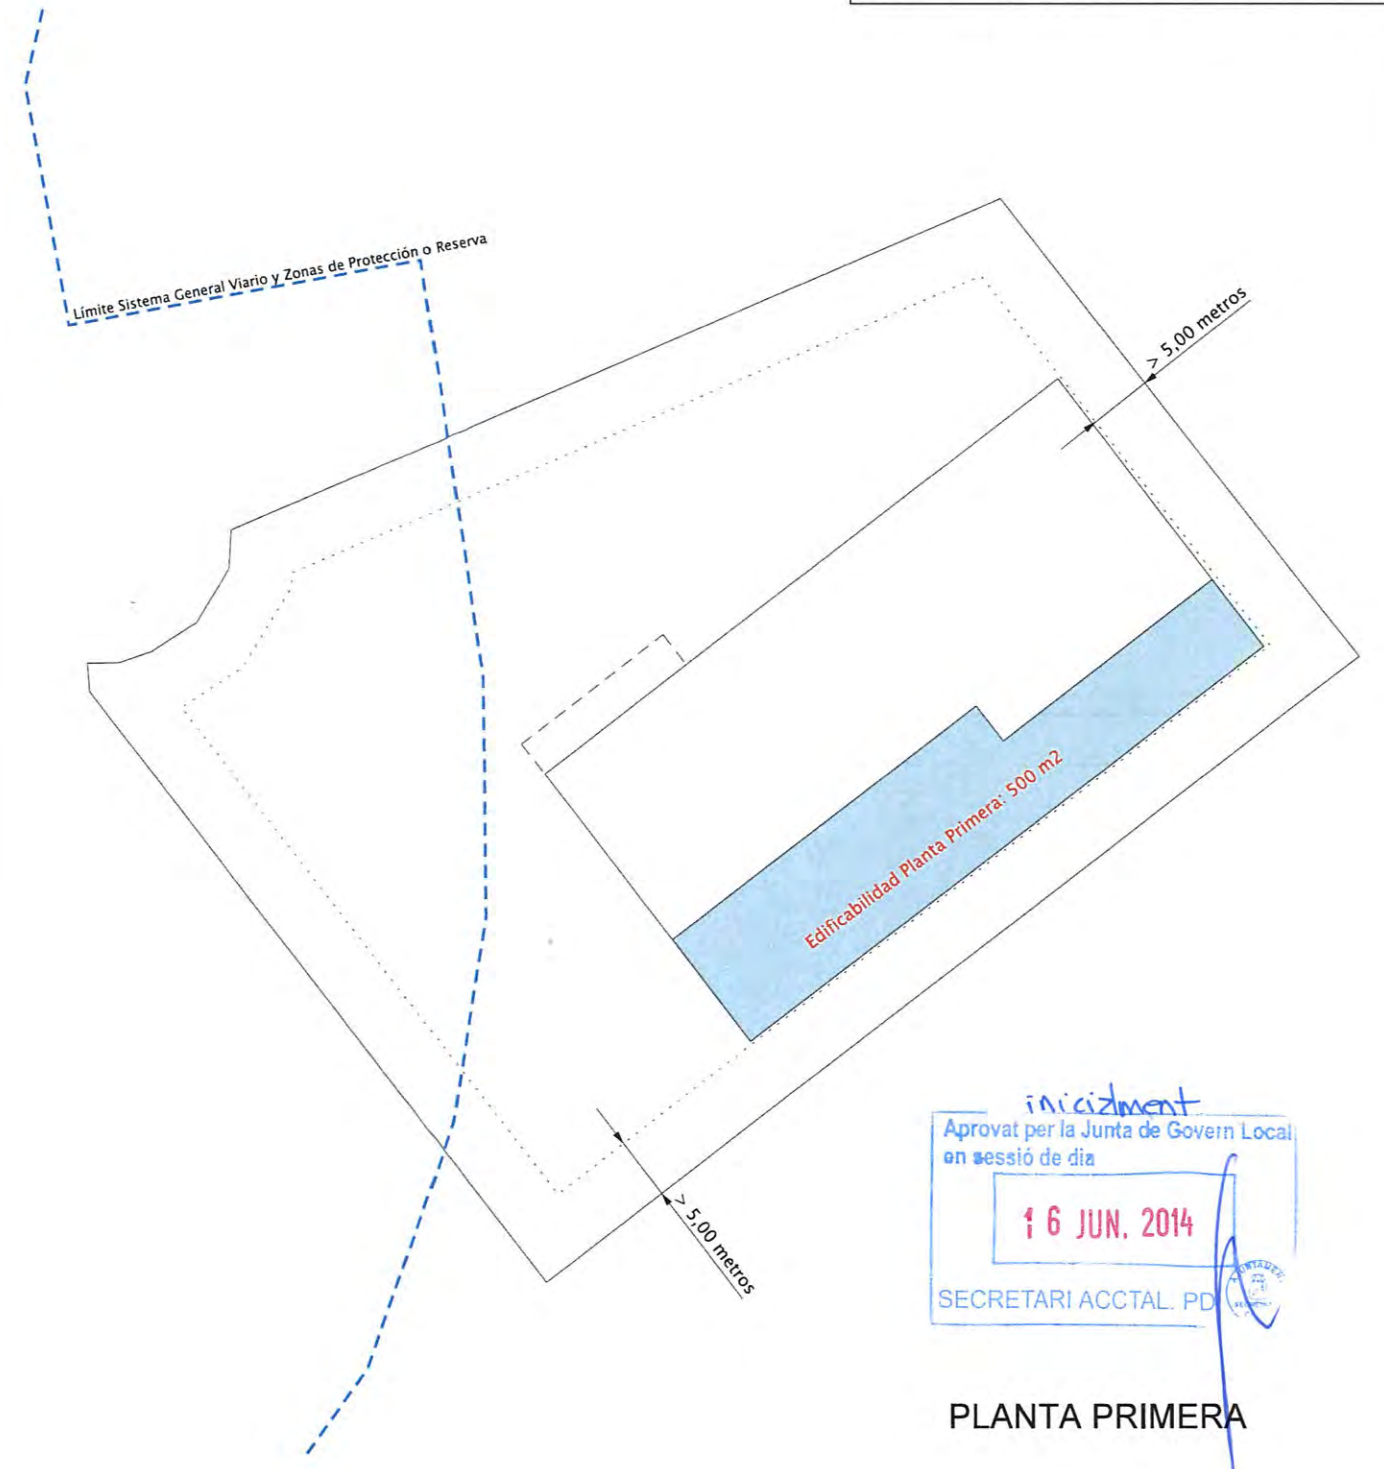 Límite Sistema General Viario y Zonas de Protección o Reserva
> 5,00 metros
Edificabilidad Planta Primera: 500 m2
> 5,00 metros
inicialment
Aprovat per la Junta de Govern Local
en sessió de dia
16 JUN. 2014
SECRETARI ACCTAL. PD
PLANTA PRIMERA